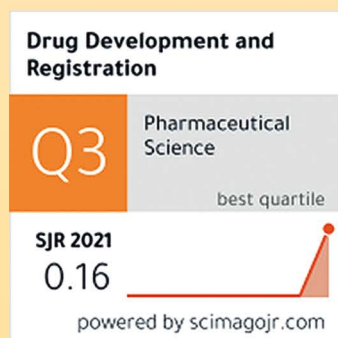 Drug Development and
Registration
Q3
Pharmaceutical
Science
best quartile
SJR 2021
0.16
powered by scimagojr.com